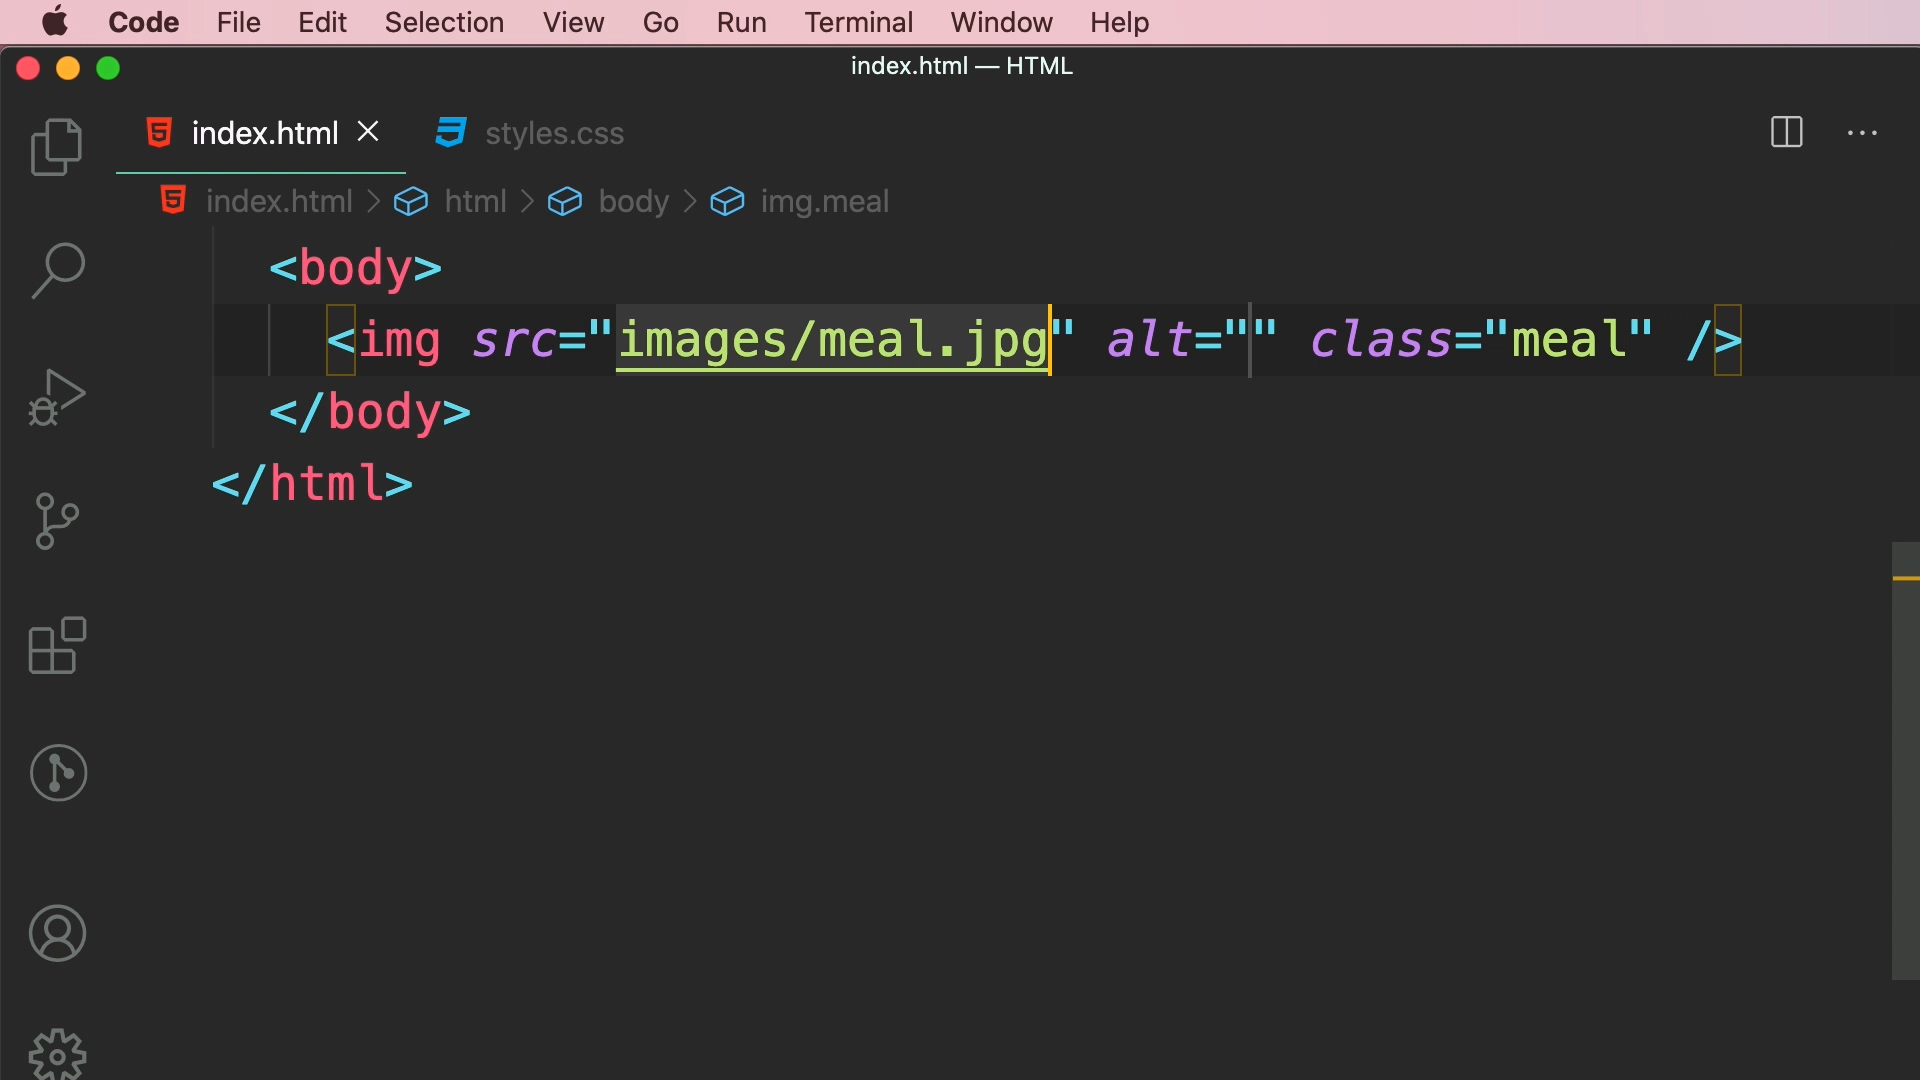 Code File Edit Selection View Go Run Terminal Window Help
index.html — HTML
index.html styles.css
index.html > html > body > img.meal
<body>
<img src="images/meal.jpg" alt="" class="meal" />
</body>
</html>